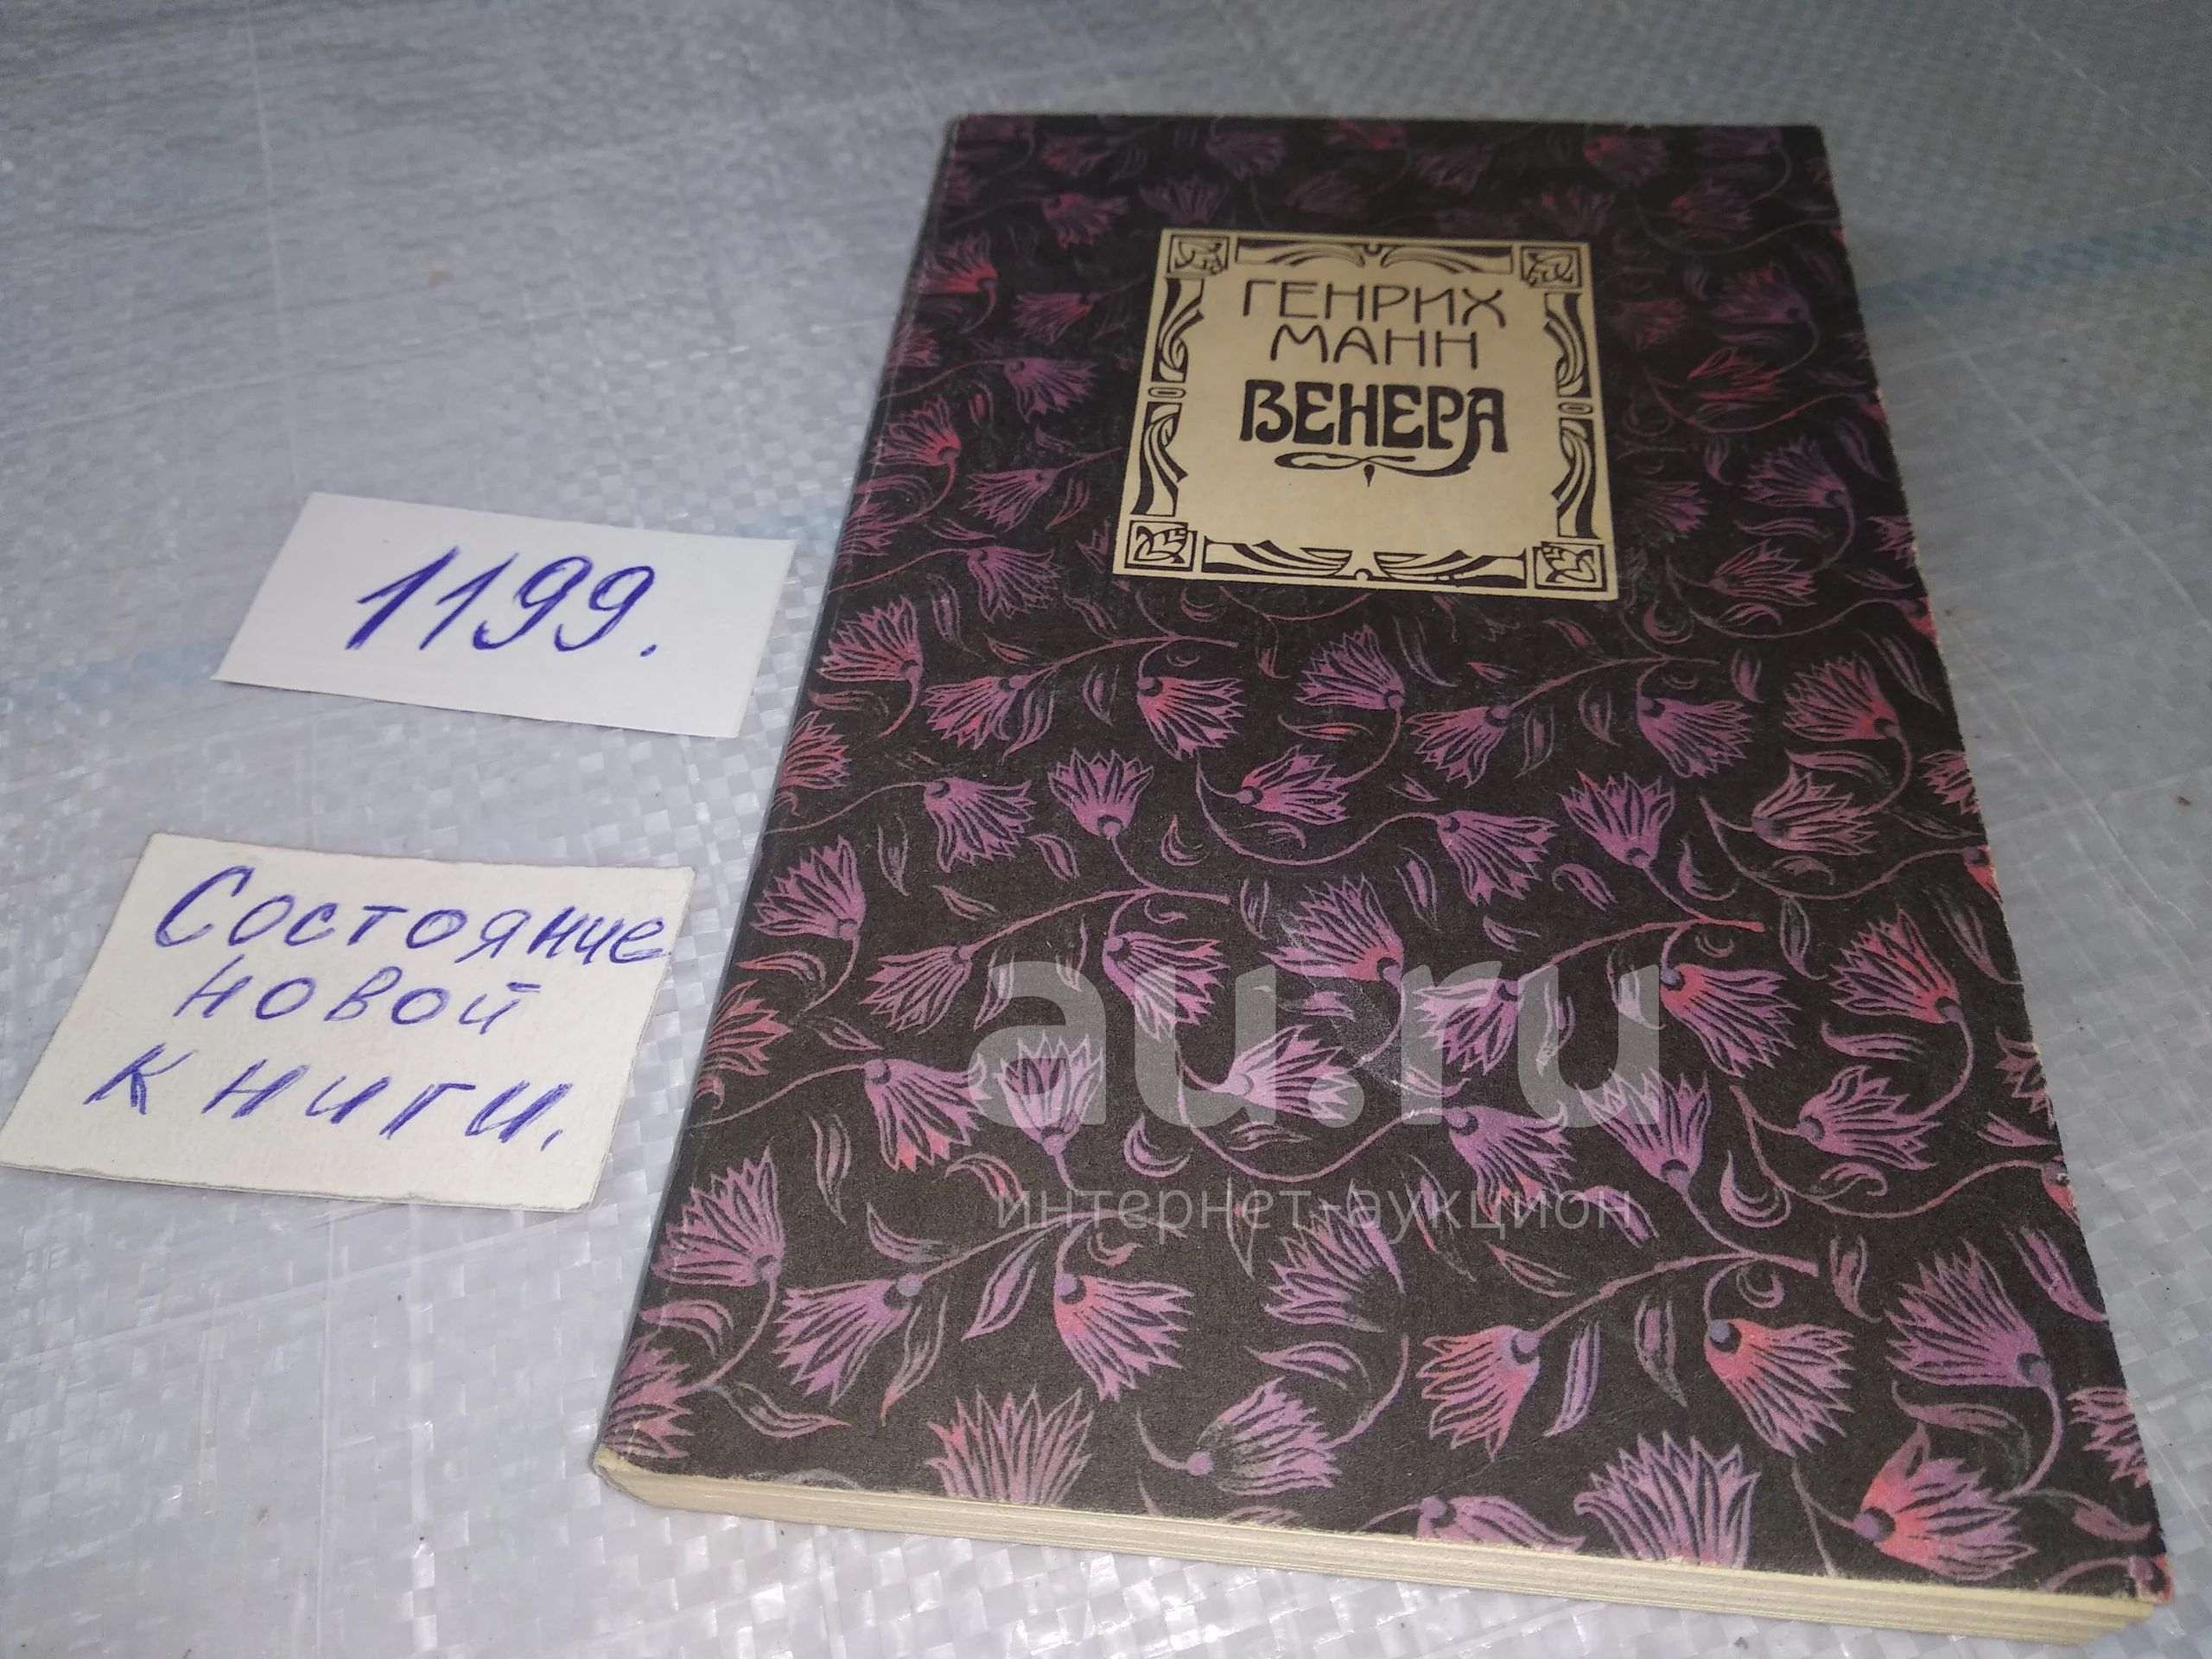 ГЕНРИХ
МАНН
ВЕНЕРА
1199.
Состояние
новой
книги.
au.ru
интернет-аукцион